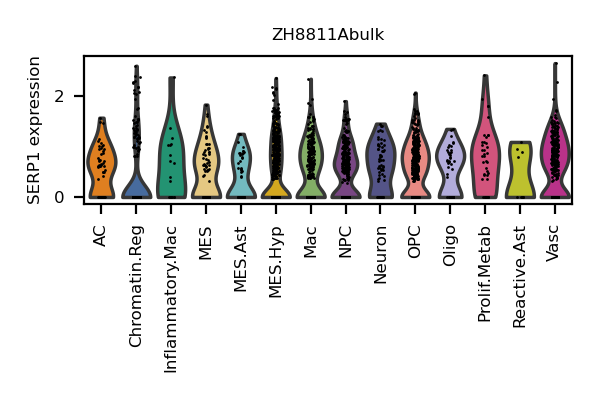 ZH8811Abulk
SERP1 expression
2
0
AC
Chromatin.Reg
Inflammatory.Mac
MES
MES.Ast
MES.Hyp
Mac
NPC
Neuron
OPC
Oligo
Prolif.Metab
Reactive.Ast
Vasc